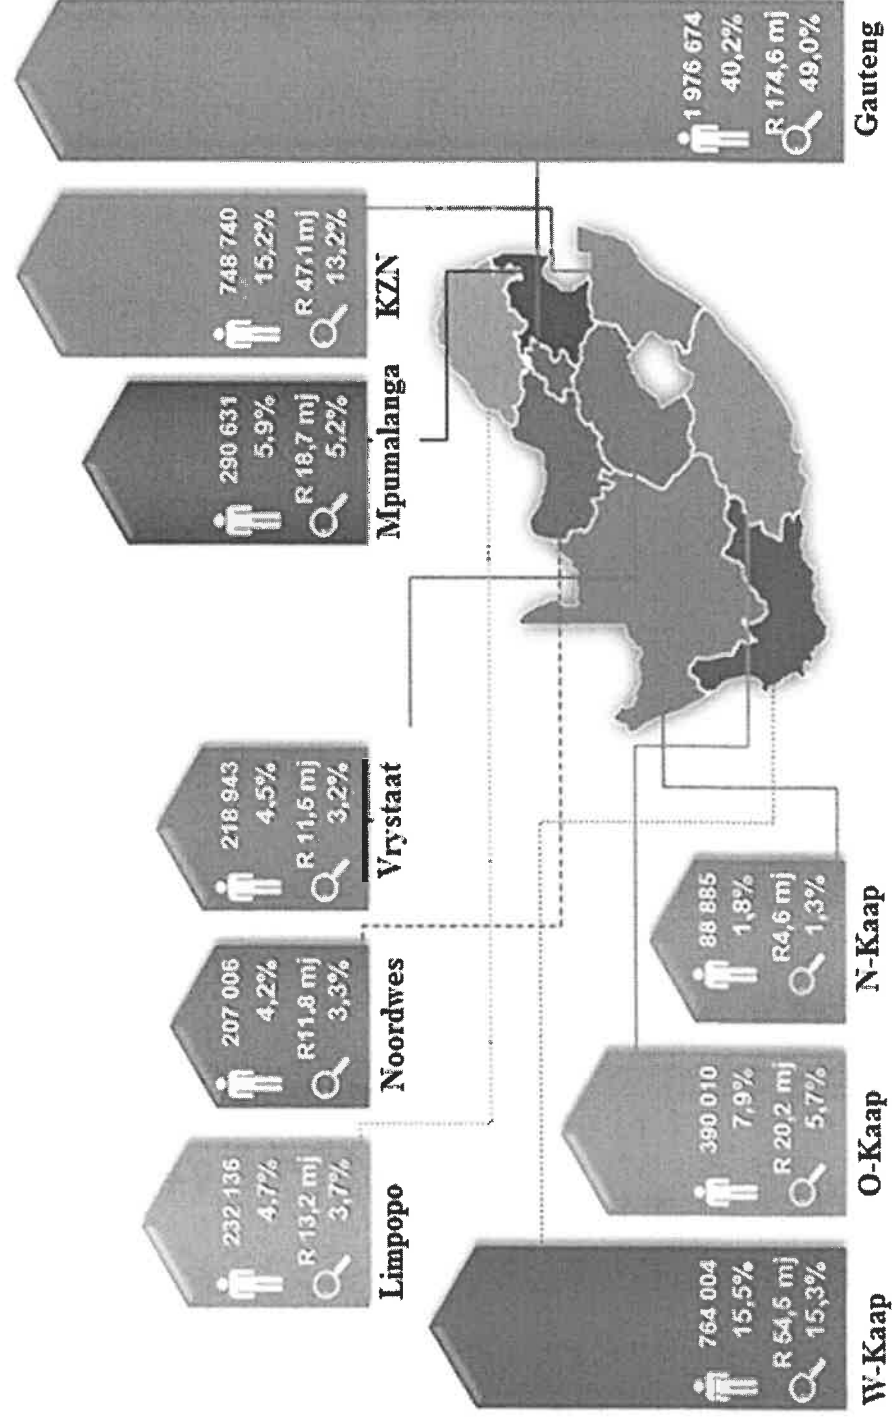 232 136
4,7%
R 13,2 mj
3,7%
Limpopo
207 006
4,2%
R11,8 mj
3,3%
Noordwes
218 943
4,5%
R 11,5 mj
3,2%
Vrystaat
290 631
5,9%
R 18,7 mj
5,2%
Mpumalanga
748 740
15,2%
R 47,1mj
13,2%
KZN
764 004
15,5%
R 54,5 mj
15,3%
W-Kaap
390 010
7,9%
R 20,2 mj
5,7%
O-Kaap
88 885
1,8%
R4,6 mj
1,3%
N-Kaap
1 976 674
40,2%
R 174,6 mj
49,0%
Gauteng